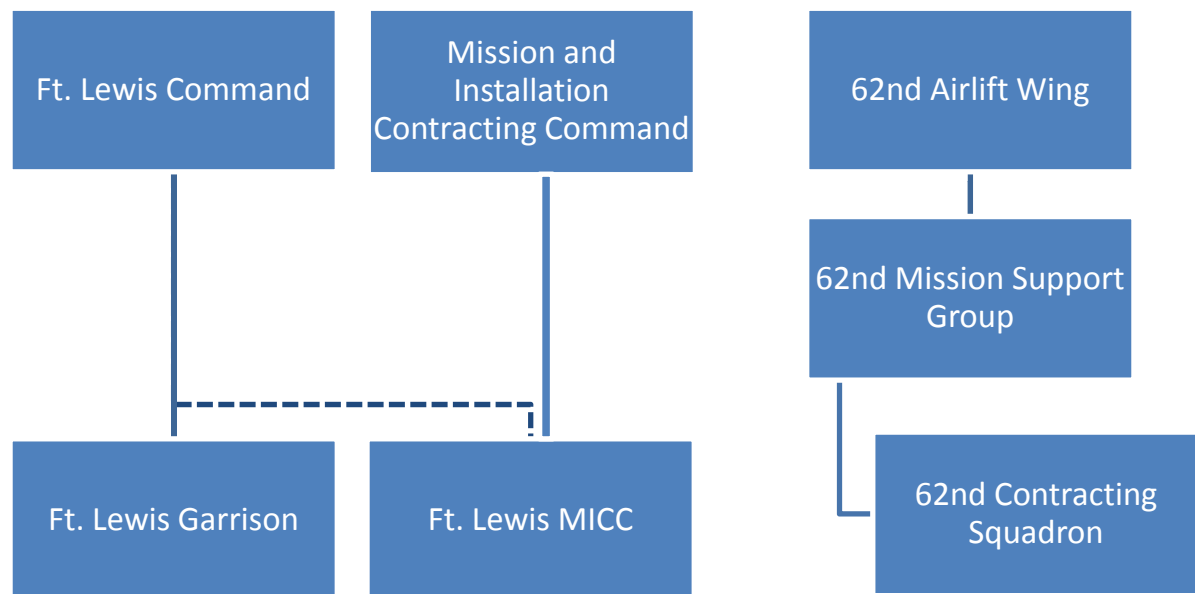 Ft. Lewis Command
Mission and
Installation
Contracting Command
62nd Airlift Wing
62nd Mission Support
Group
Ft. Lewis Garrison
Ft. Lewis MICC
62nd Contracting
Squadron